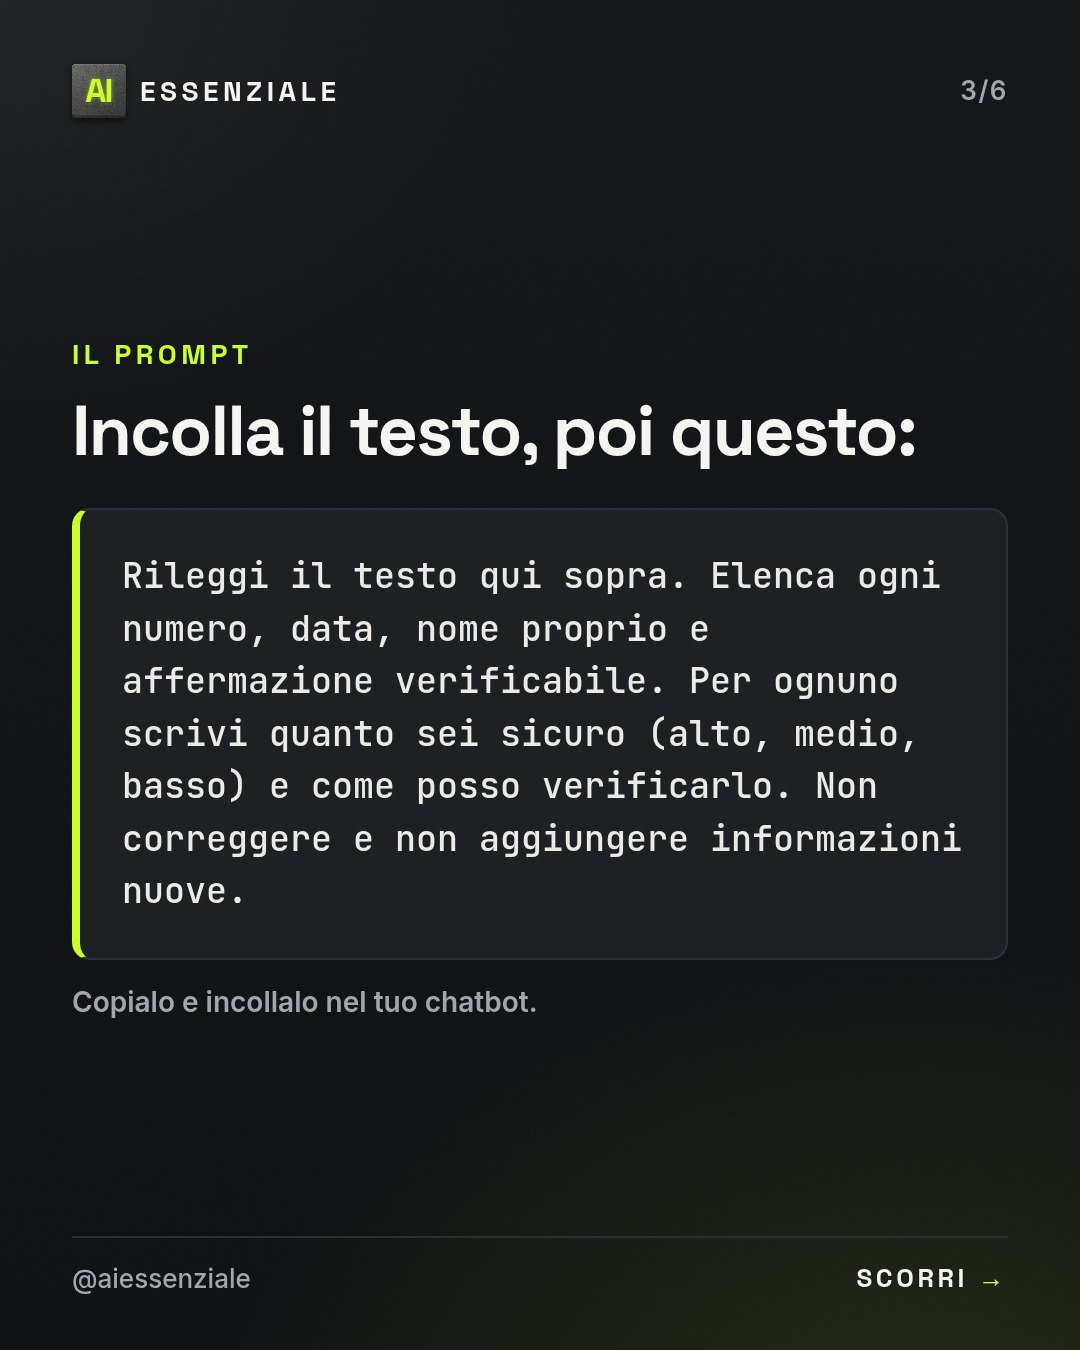 AI ESSENZIALE
3/6
IL PROMPT
Incolla il testo, poi questo:
Rileggi il testo qui sopra. Elenca ogni
numero, data, nome proprio e
affermazione verificabile. Per ognuno
scrivi quanto sei sicuro (alto, medio,
basso) e come posso verificarlo. Non
correggere e non aggiungere informazioni
nuove.
Copialo e incollalo nel tuo chatbot.
@aiessenziale
SCORRI →